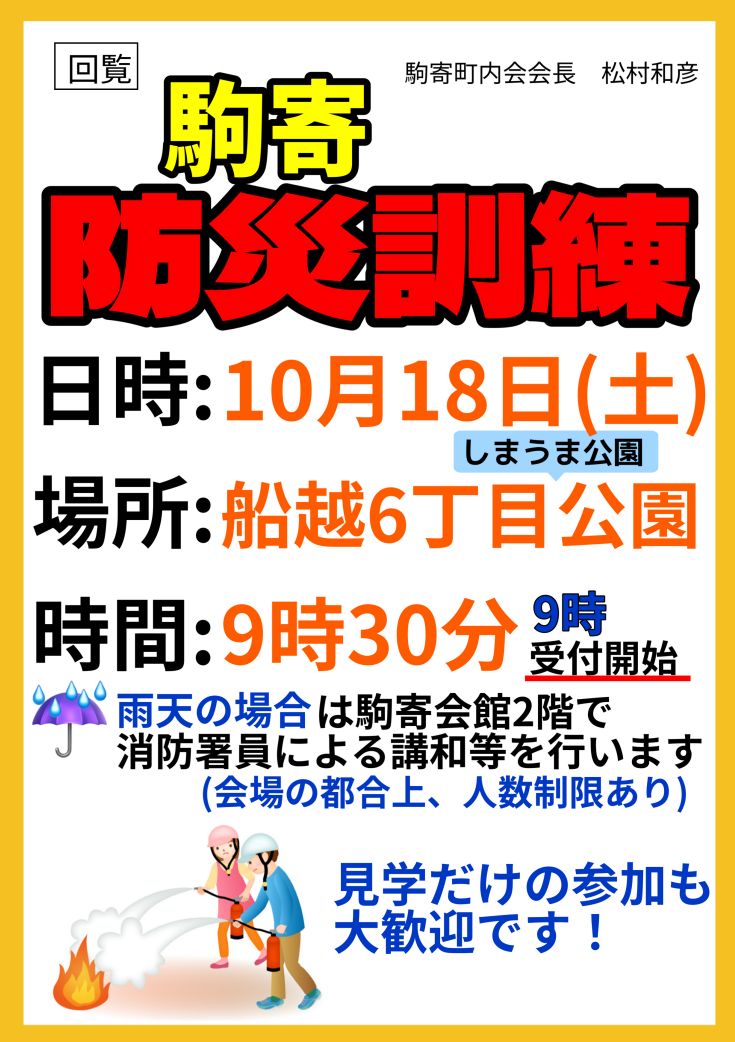 回覧
駒寄町内会会長　松村和彦
駒寄
防災訓練
日時:10月18日(土)
しまうま公園
場所:船越6丁目公園
時間:9時30分
9時
受付開始
雨天の場合は駒寄会館2階で
消防署員による講和等を行います
(会場の都合上、人数制限あり)
見学だけの参加も
大歓迎です！